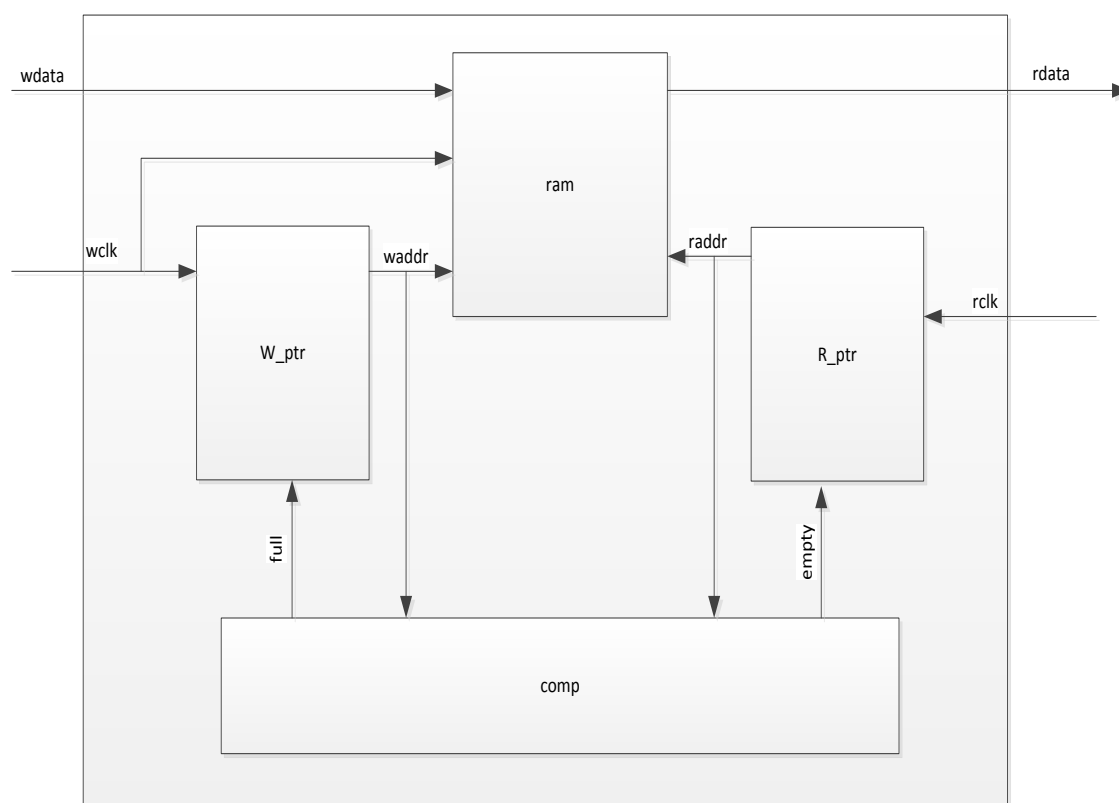 wdata
rdata
ram
wclk
waddr
raddr
rclk
W_ptr
R_ptr
full
empty
comp